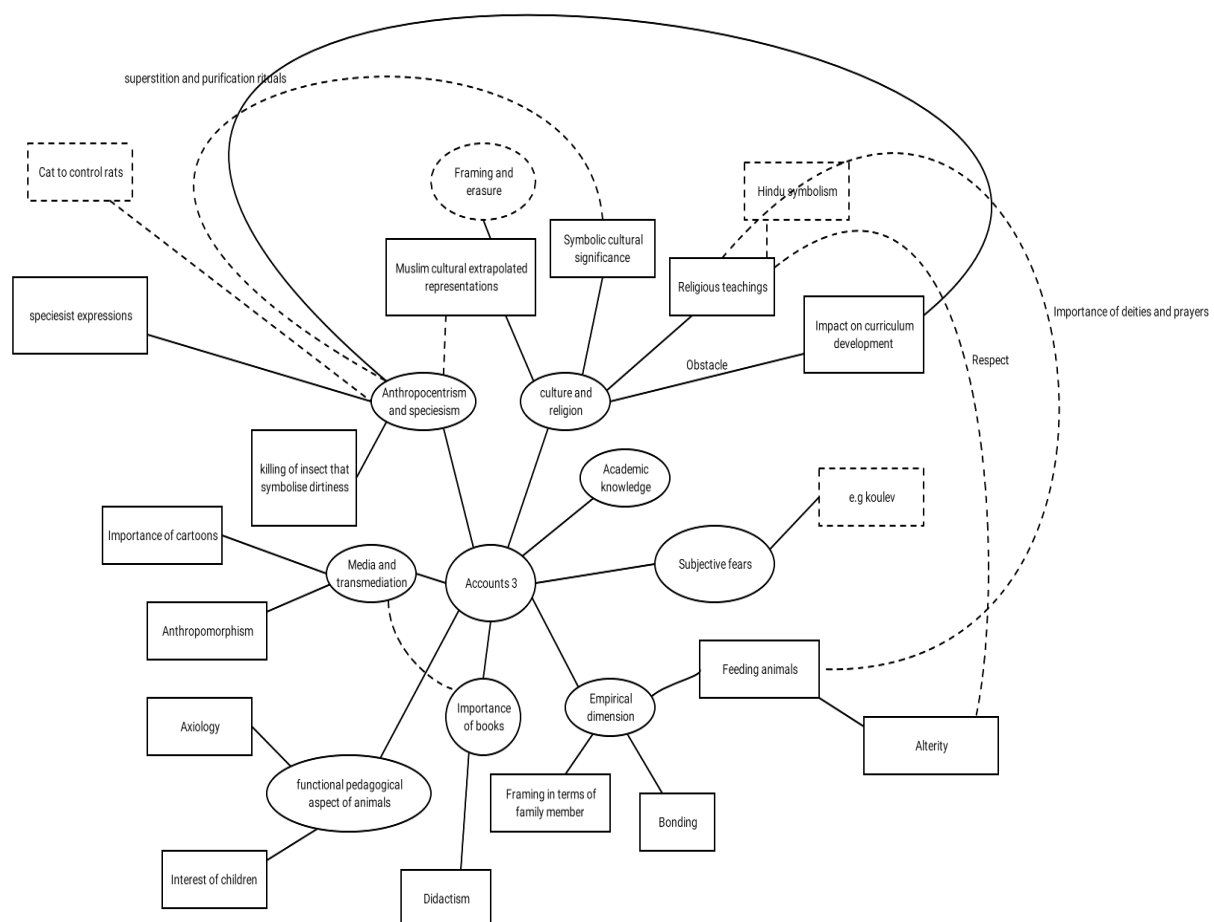 superstition and purification rituals
Cat to control rats
Framing and
erasure
Hindu symbolism
Symbolic cultural
significance
Muslim cultural extrapolated
representations
Religious teachings
speciesist expressions
Importance of deities and prayers
Impact on curriculum
development
Respect
Obstacle
Anthropocentrism
and speciesism
culture and
religion
killing of insect that
symbolise dirtiness
Academic
knowledge
e.g koulev
Importance of cartoons
Media and
transmediation
Accounts 3
Subjective fears
Anthropomorphism
Feeding animals
Axiology
Importance
of books
Empirical
dimension
Alterity
functional pedagogical
aspect of animals
Framing in terms of
family member
Bonding
Interest of children
Didactism